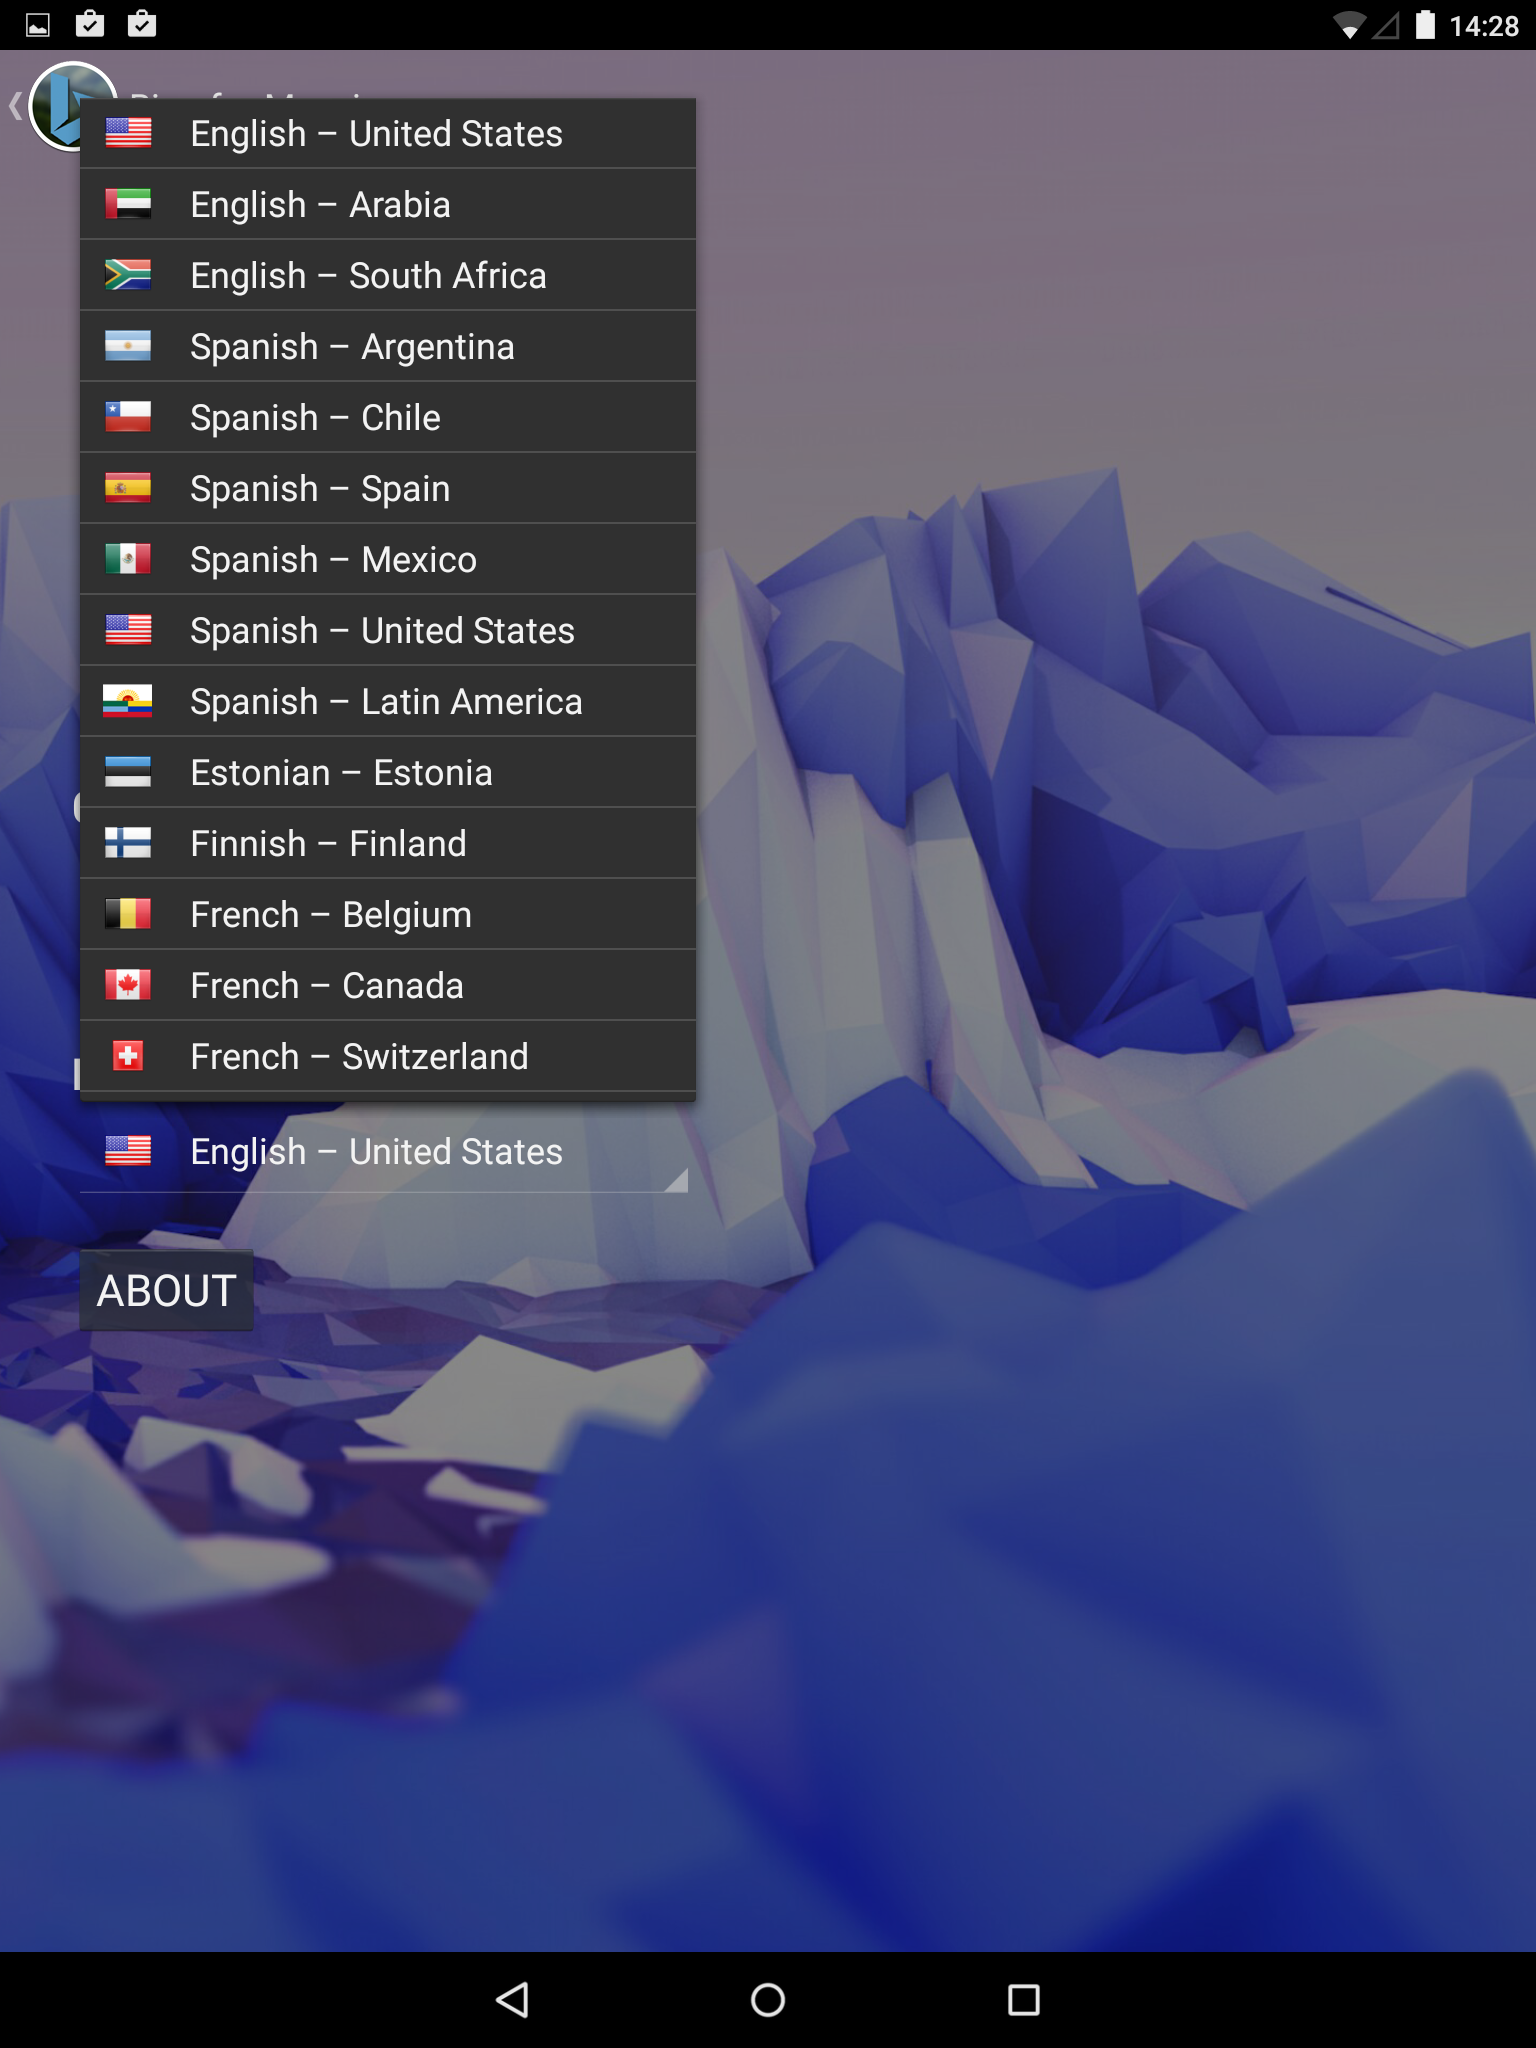 14:28
English – United States
English – Arabia
English – South Africa
Spanish – Argentina
Spanish – Chile
Spanish – Spain
Spanish – Mexico
Spanish – United States
Spanish – Latin America
Estonian – Estonia
Finnish – Finland
French – Belgium
French – Canada
French – Switzerland
English – United States
ABOUT